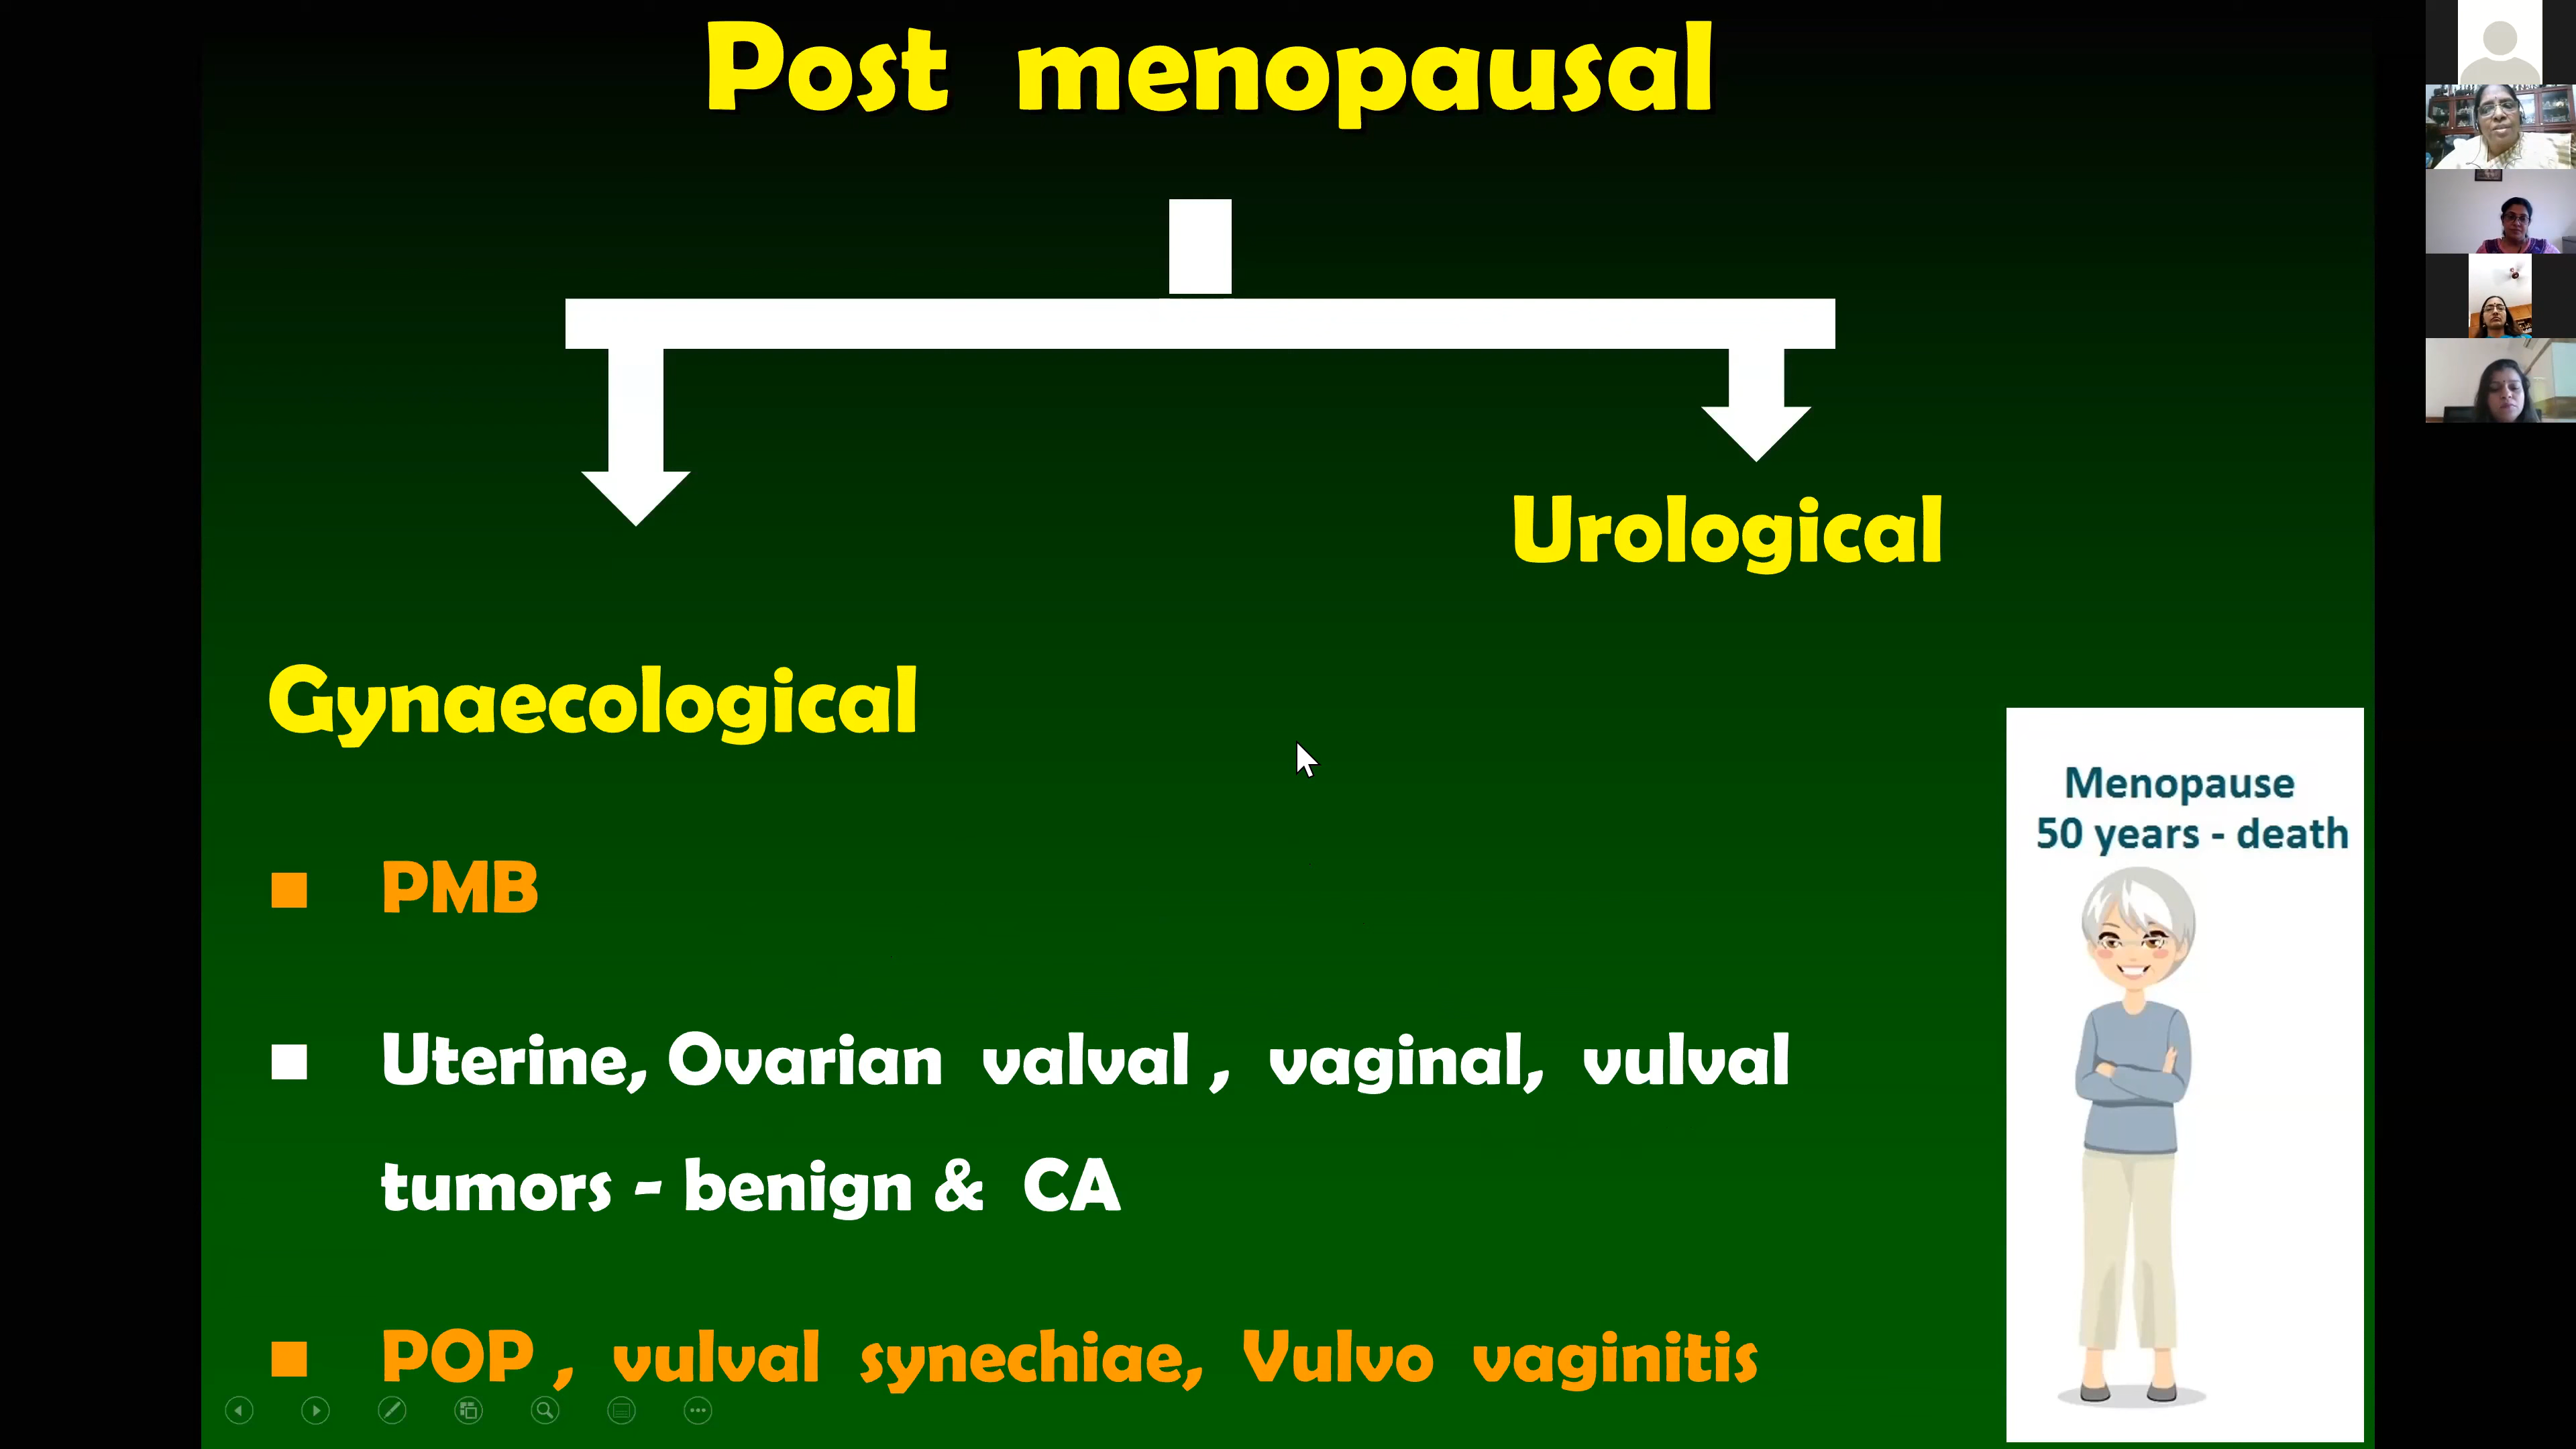 Post menopausal
Urological
Gynaecological
PMB
Uterine, Ovarian valval , vaginal, vulval
tumors - benign & CA
POP , vulval synechiae, Vulvo vaginitis
Menopause
50 years - death